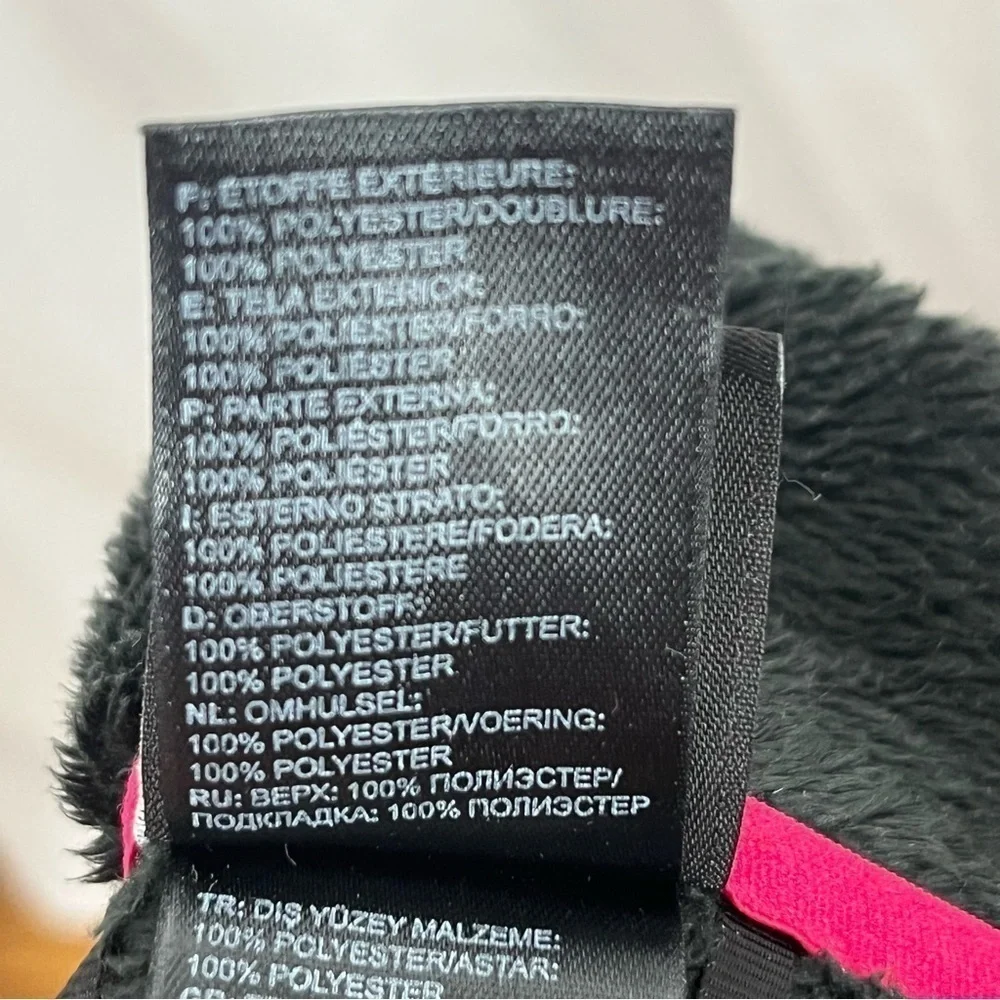 F: ÉTOFFE EXTÉRIEURE:
100% POLYESTER/DOUBLURE:
100% POLYESTER
E: TELA EXTERIOR:
100% POLIESTER/FORRO:
100% POLIESTER
P: PARTE EXTERNA:
100% POLIÉSTER/FORRO:
100% POLIÉSTER
I: ESTERNO STRATO:
100% POLIESTERE/FODERA:
100% POLIESTERE
D: OBERSTOFF:
100% POLYESTER/FUTTER:
100% POLYESTER
NL: OMHULSEL:
100% POLYESTER/VOERING:
100% POLYESTER
RU: ВЕРХ: 100% ПОЛИЭСТЕР/
ПОДКЛАДКА: 100% ПОЛИЭСТЕР
TR: DIŞ YÜZEY MALZEME:
100% POLYESTER/ASTAR:
100% POLYESTER